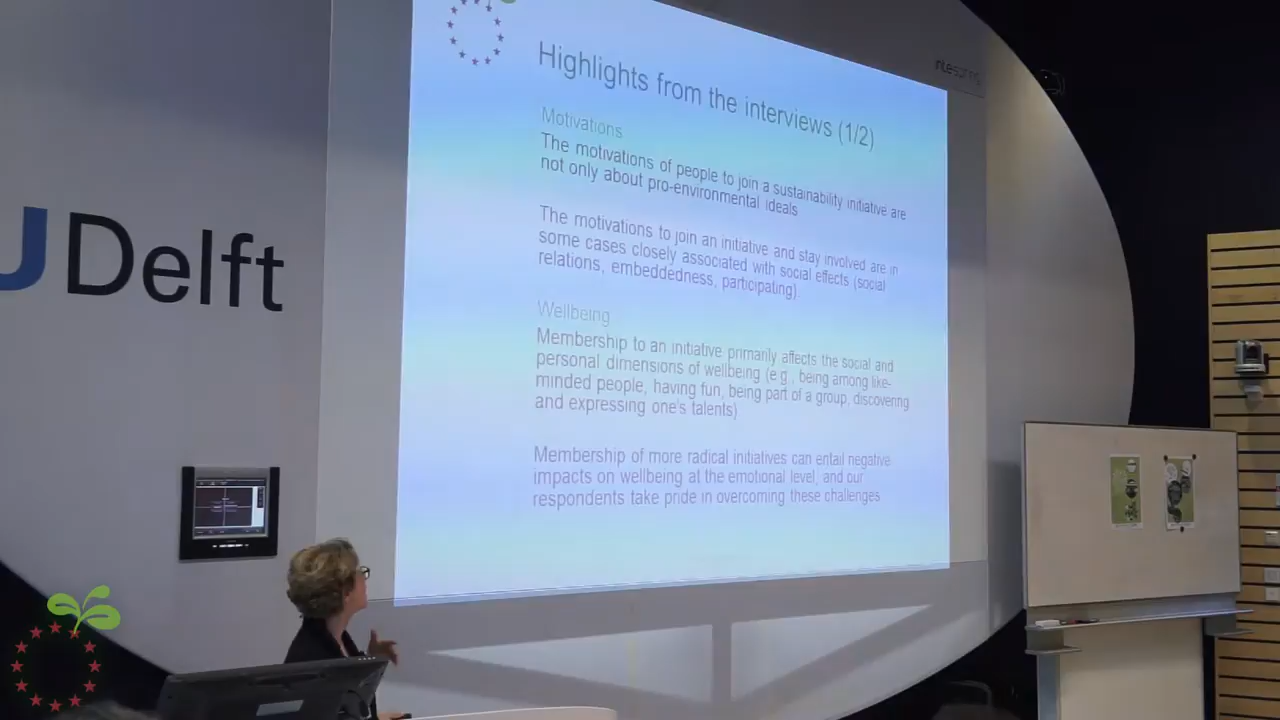 Highlights from the interviews (1/2)
Motivations
The motivations of people to join a sustainability initiative are
not only about pro-environmental ideals
The motivations to join an initiative and stay involved are in
some cases closely associated with social effects (social
relations, embeddedness, participating)
Wellbeing
Membership to an initiative primarily affects the social and
personal dimensions of wellbeing (e.g., being among like-
minded people, having fun, being part of a group, discovering
and expressing one's talents)
Membership of more radical initiatives can entail negative
impacts on wellbeing at the emotional level, and our
respondents take pride in overcoming these challenges
UDelft